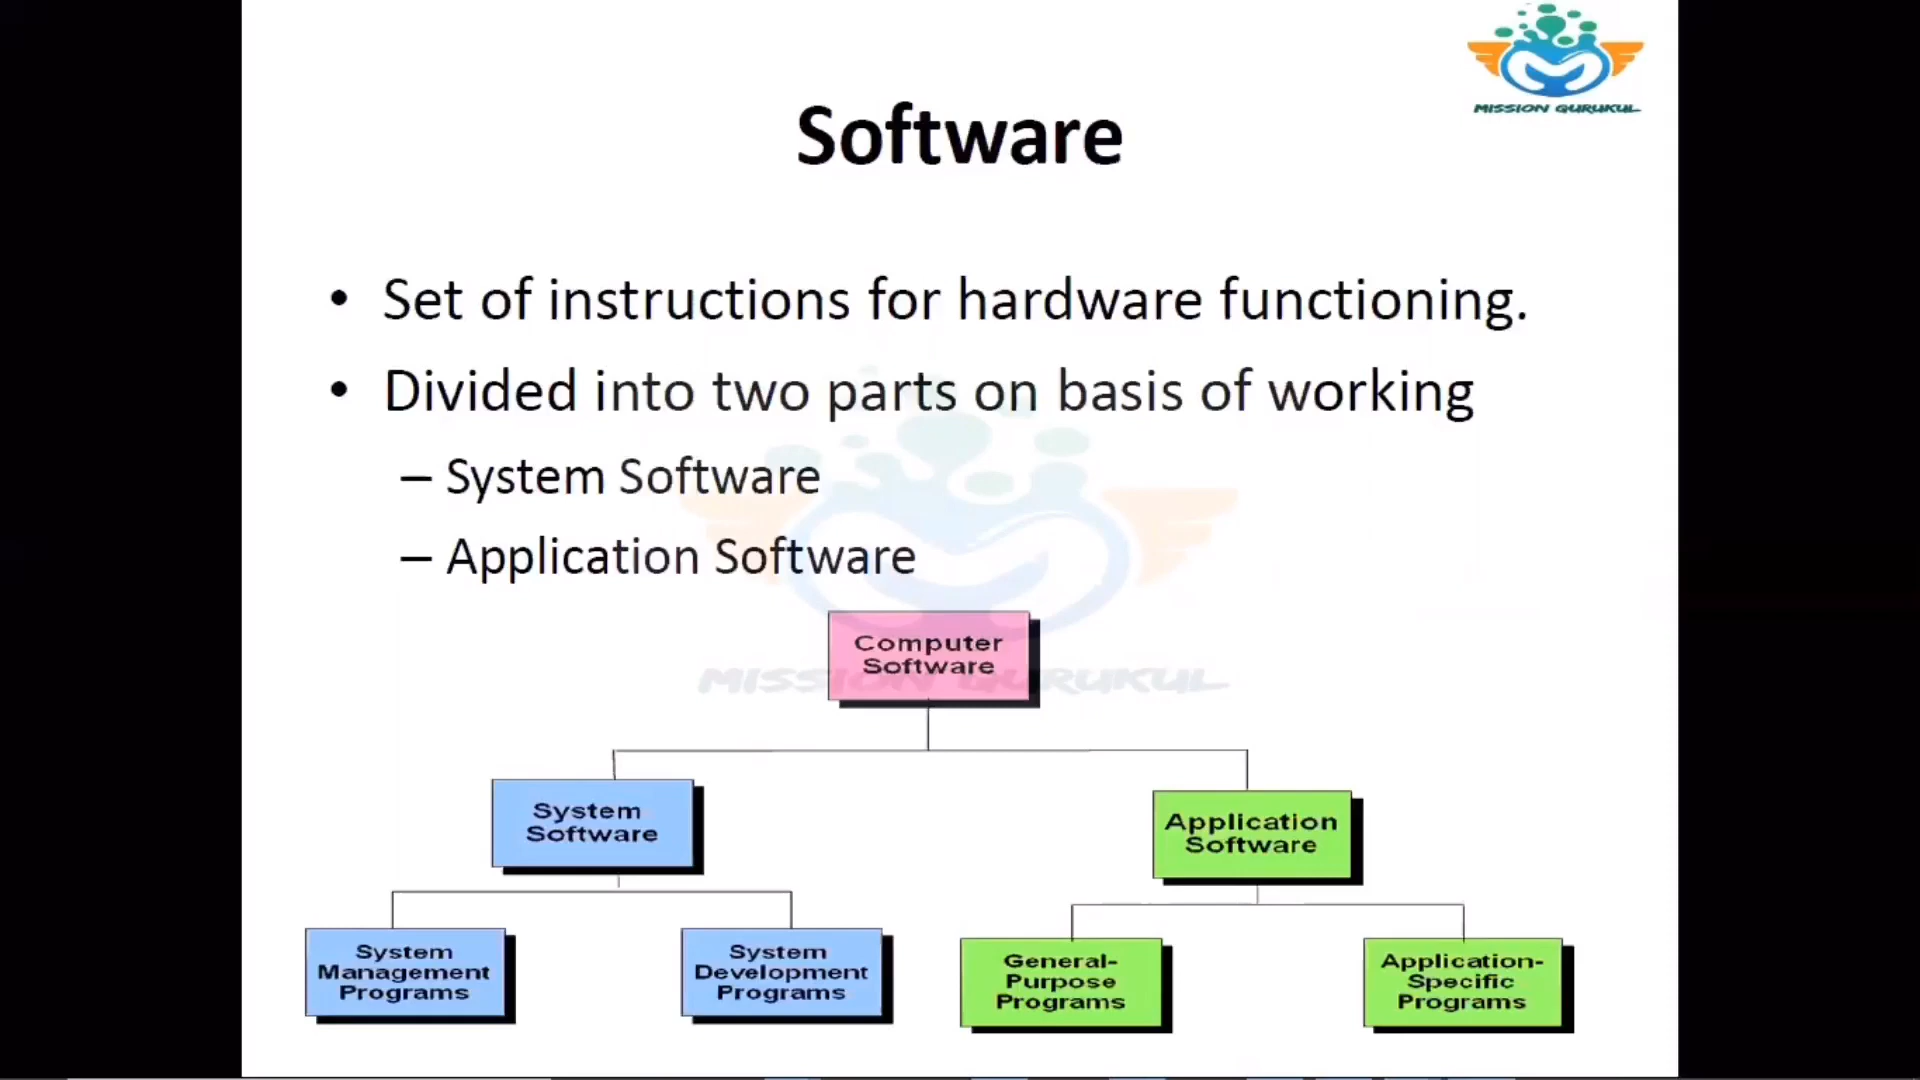 MISSION GURUKUL
Software
• Set of instructions for hardware functioning.
• Divided into two parts on basis of working
– System Software
– Application Software
MISSION GURUKUL
Computer
Software
System
Software
Application
Software
System
Management
Programs
System
Development
Programs
General-
Purpose
Programs
Application-
Specific
Programs